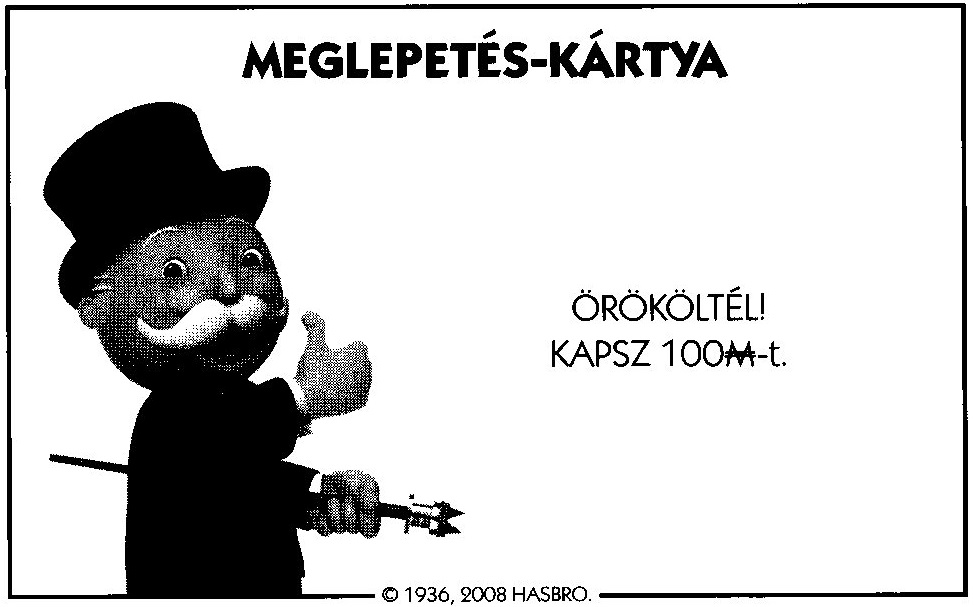 MEGLEPETÉS-KÁRTYA
ÖRÖKÖLTÉL!
KAPSZ 100₩-t.
© 1936, 2008 HASBRO.